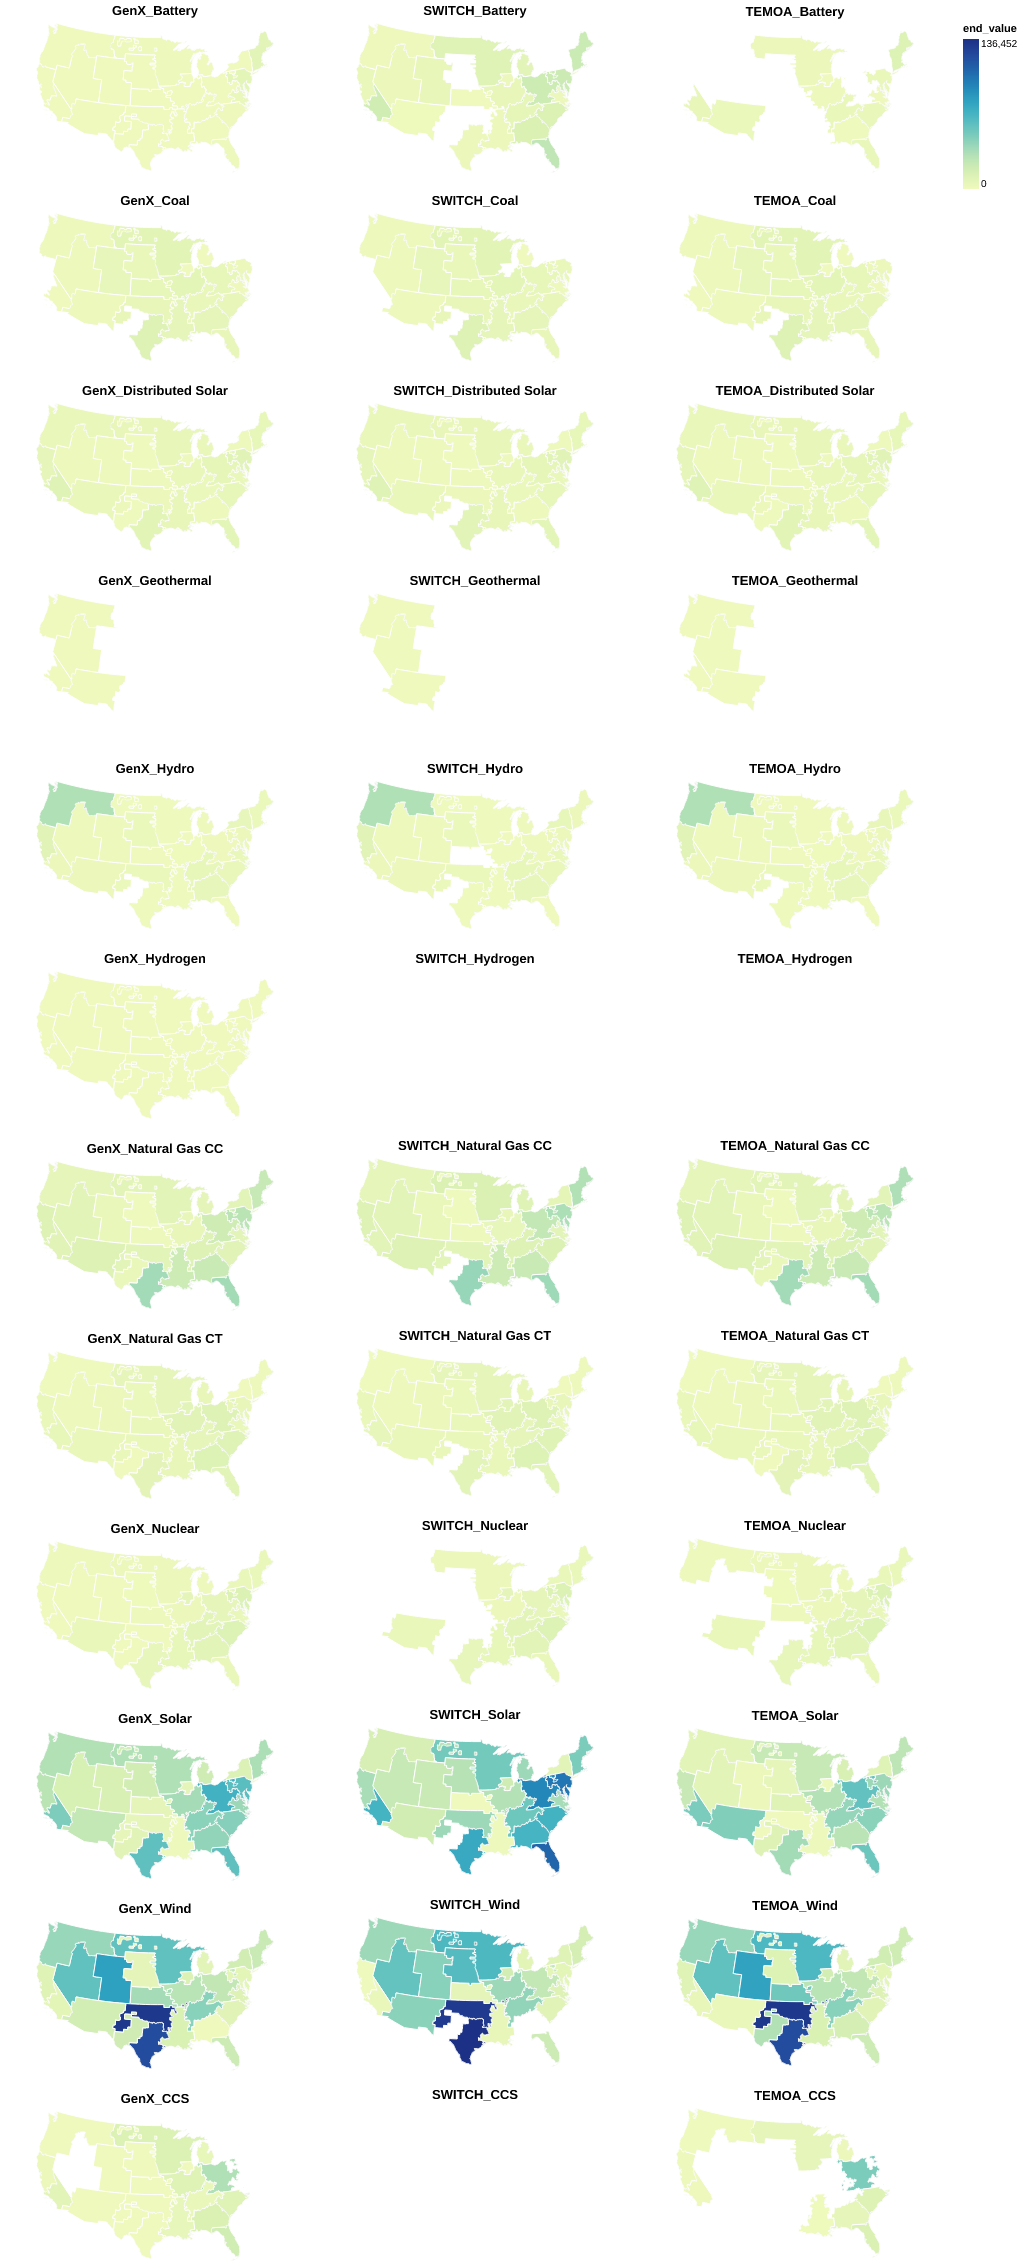 GenX_Battery SWITCH_Battery TEMOA_Battery
end_value
136,452
0
GenX_Coal SWITCH_Coal TEMOA_Coal
GenX_Distributed Solar SWITCH_Distributed Solar TEMOA_Distributed Solar
GenX_Geothermal SWITCH_Geothermal TEMOA_Geothermal
GenX_Hydro SWITCH_Hydro TEMOA_Hydro
GenX_Hydrogen SWITCH_Hydrogen TEMOA_Hydrogen
GenX_Natural Gas CC SWITCH_Natural Gas CC TEMOA_Natural Gas CC
GenX_Natural Gas CT SWITCH_Natural Gas CT TEMOA_Natural Gas CT
GenX_Nuclear SWITCH_Nuclear TEMOA_Nuclear
GenX_Solar SWITCH_Solar TEMOA_Solar
GenX_Wind SWITCH_Wind TEMOA_Wind
GenX_CCS SWITCH_CCS TEMOA_CCS